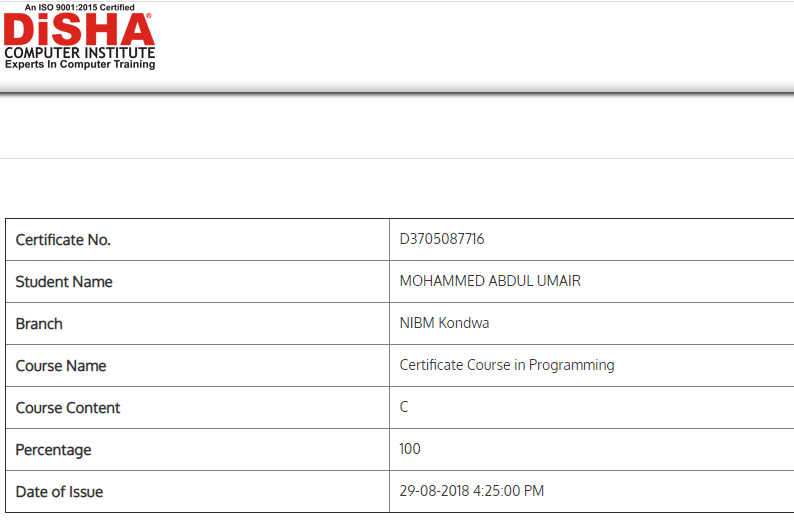 An ISO 9001:2015 Certified
DiSHA®
COMPUTER INSTITUTE
Experts In Computer Training
Certificate No. D3705087716
Student Name MOHAMMED ABDUL UMAIR
Branch NIBM Kondwa
Course Name Certificate Course in Programming
Course Content C
Percentage 100
Date of Issue 29-08-2018 4:25:00 PM